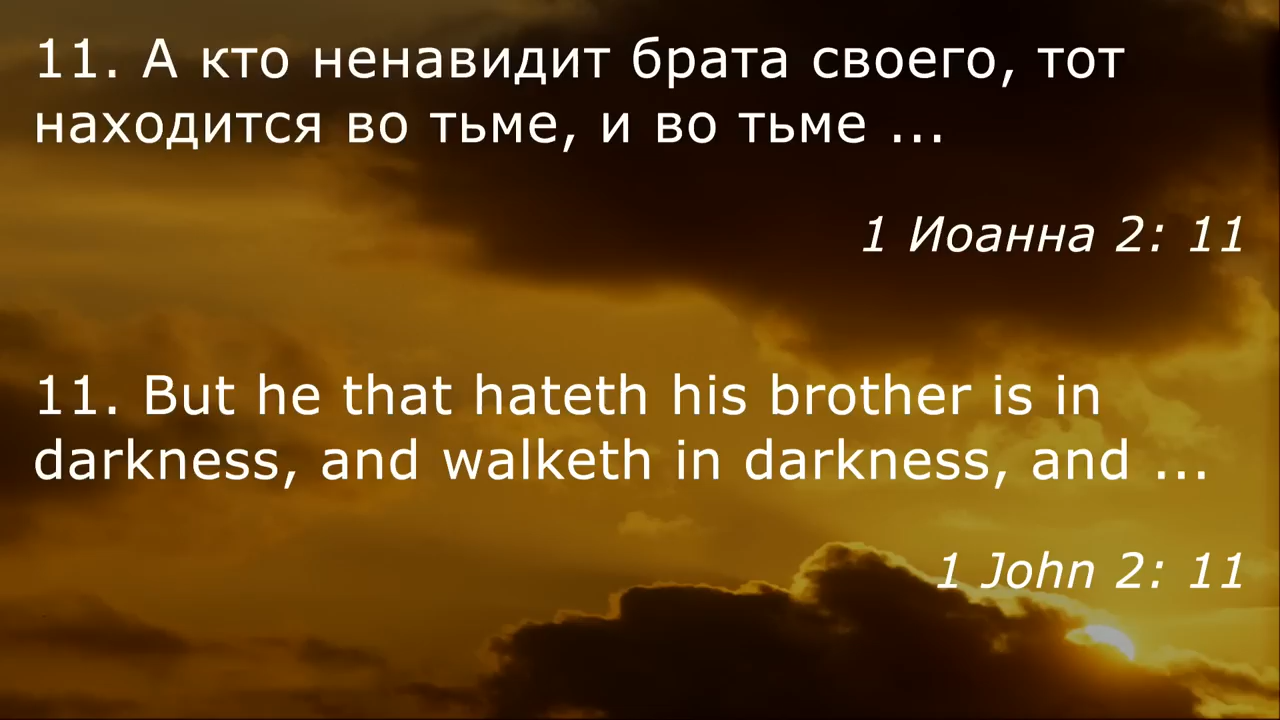 11. А кто ненавидит брата своего, тот
находится во тьме, и во тьме ...
1 Иоанна 2: 11
11. But he that hateth his brother is in
darkness, and walketh in darkness, and ...
1 John 2: 11